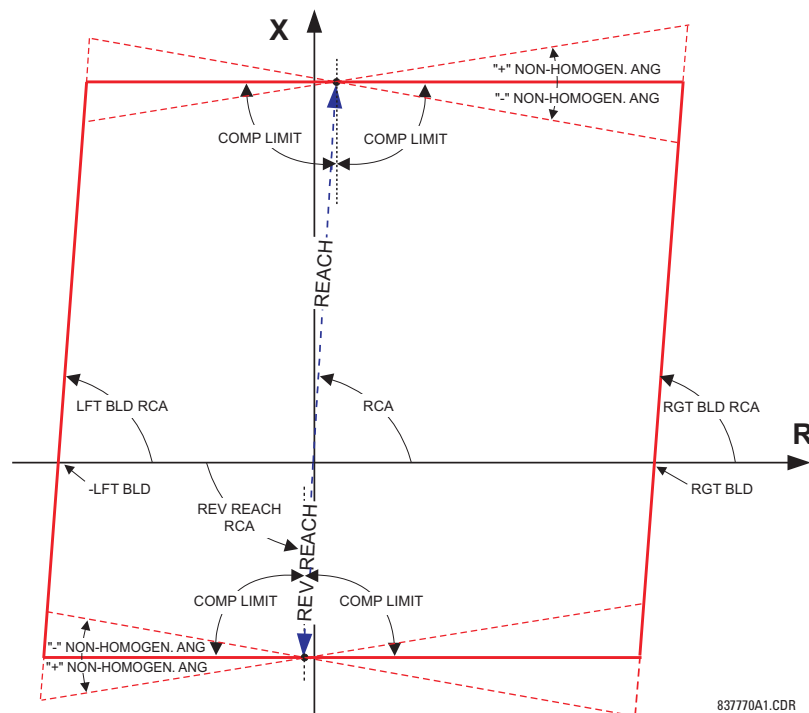 X
"+" NON-HOMOGEN. ANG
"-" NON-HOMOGEN. ANG
COMP LIMIT
COMP LIMIT
REACH
LFT BLD RCA
RCA
RGT BLD RCA
R
-LFT BLD
RGT BLD
REV REACH
RCA
REV REACH
COMP LIMIT
COMP LIMIT
"-" NON-HOMOGEN. ANG
"+" NON-HOMOGEN. ANG
837770A1.CDR